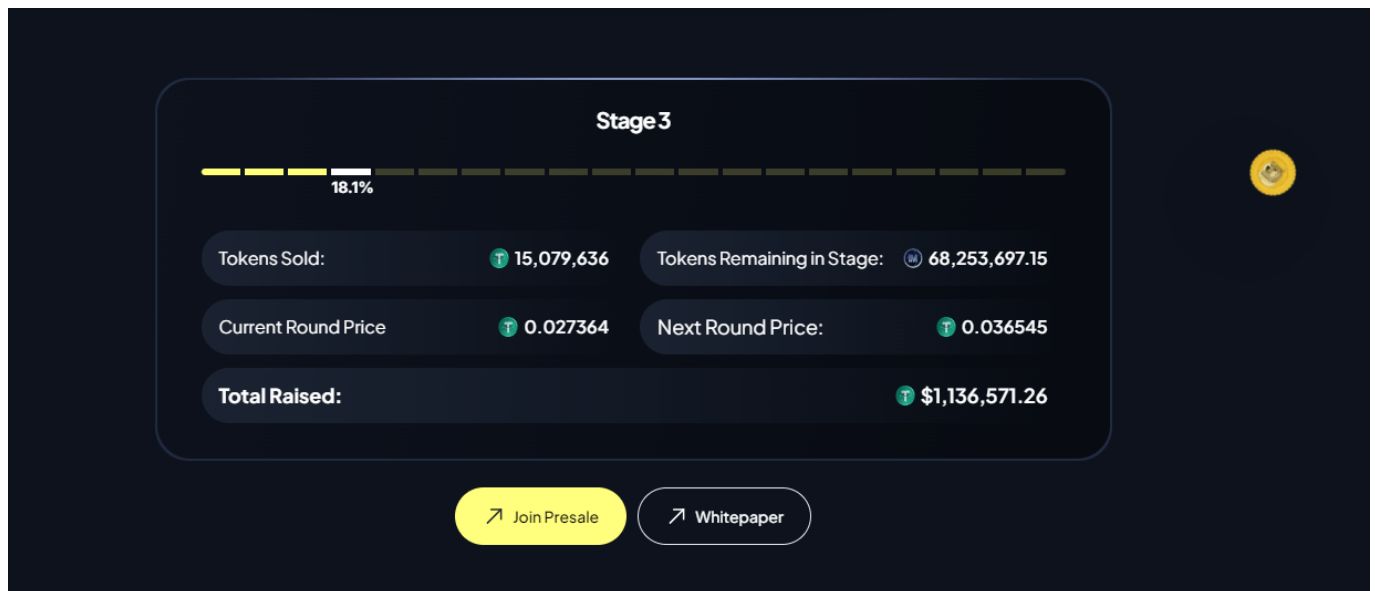 Stage 3
18.1%
Tokens Sold: 15,079,636
Tokens Remaining in Stage: 68,253,697.15
Current Round Price 0.027364
Next Round Price: 0.036545
Total Raised: $1,136,571.26
Join Presale
Whitepaper